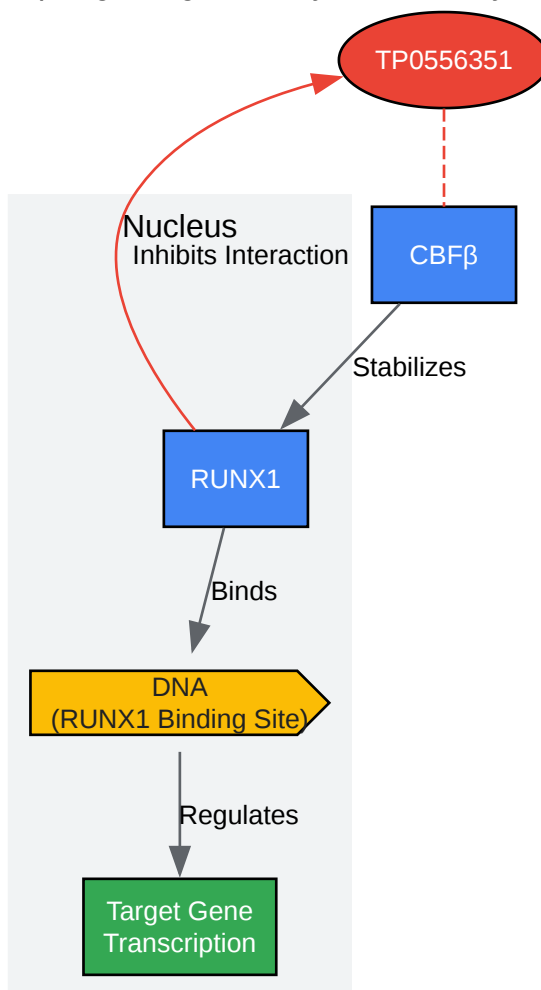 TP0556351
Nucleus
Inhibits Interaction
CBFβ
Stabilizes
RUNX1
Binds
DNA
(RUNX1 Binding Site)
Regulates
Target Gene
Transcription